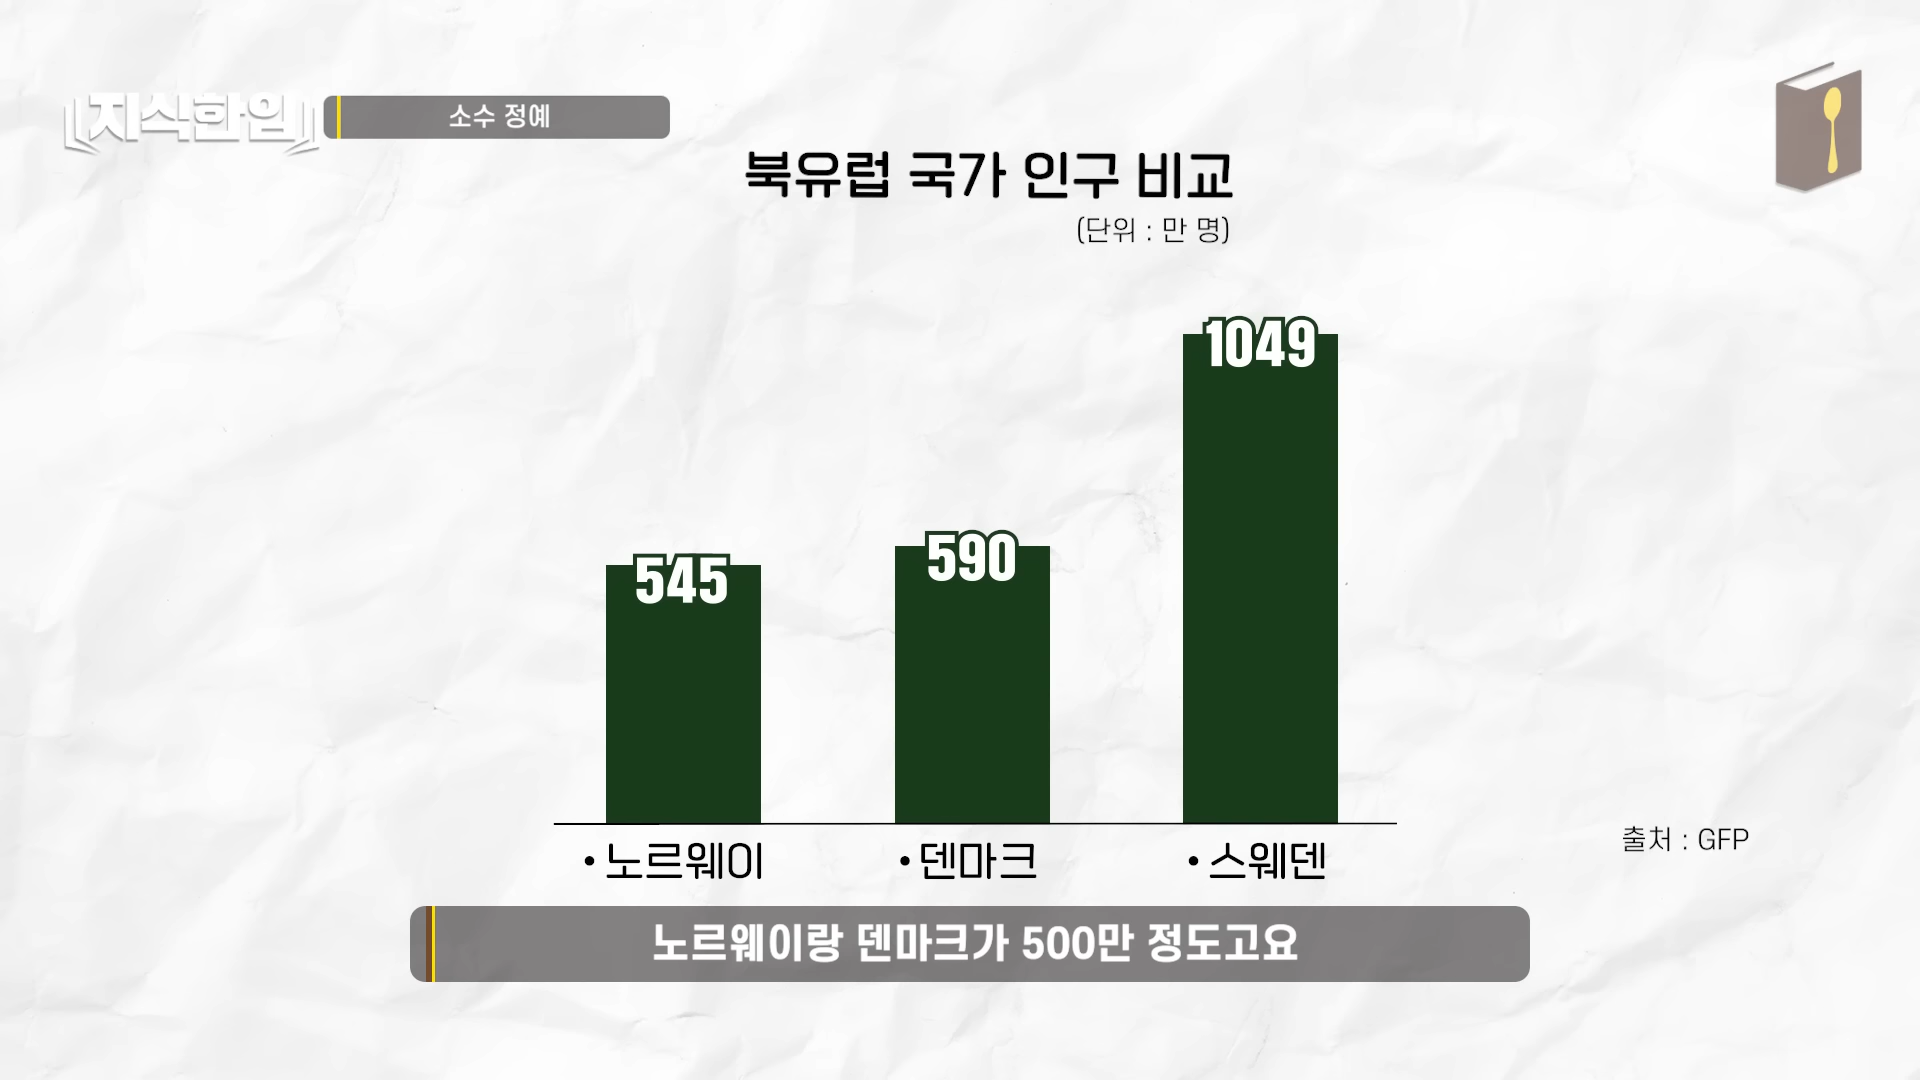 지식한입
소수 정예
북유럽 국가 인구 비교
(단위 : 만 명)
1049
590
545
• 노르웨이 • 덴마크 • 스웨덴
출처 : GFP
노르웨이랑 덴마크가 500만 정도고요